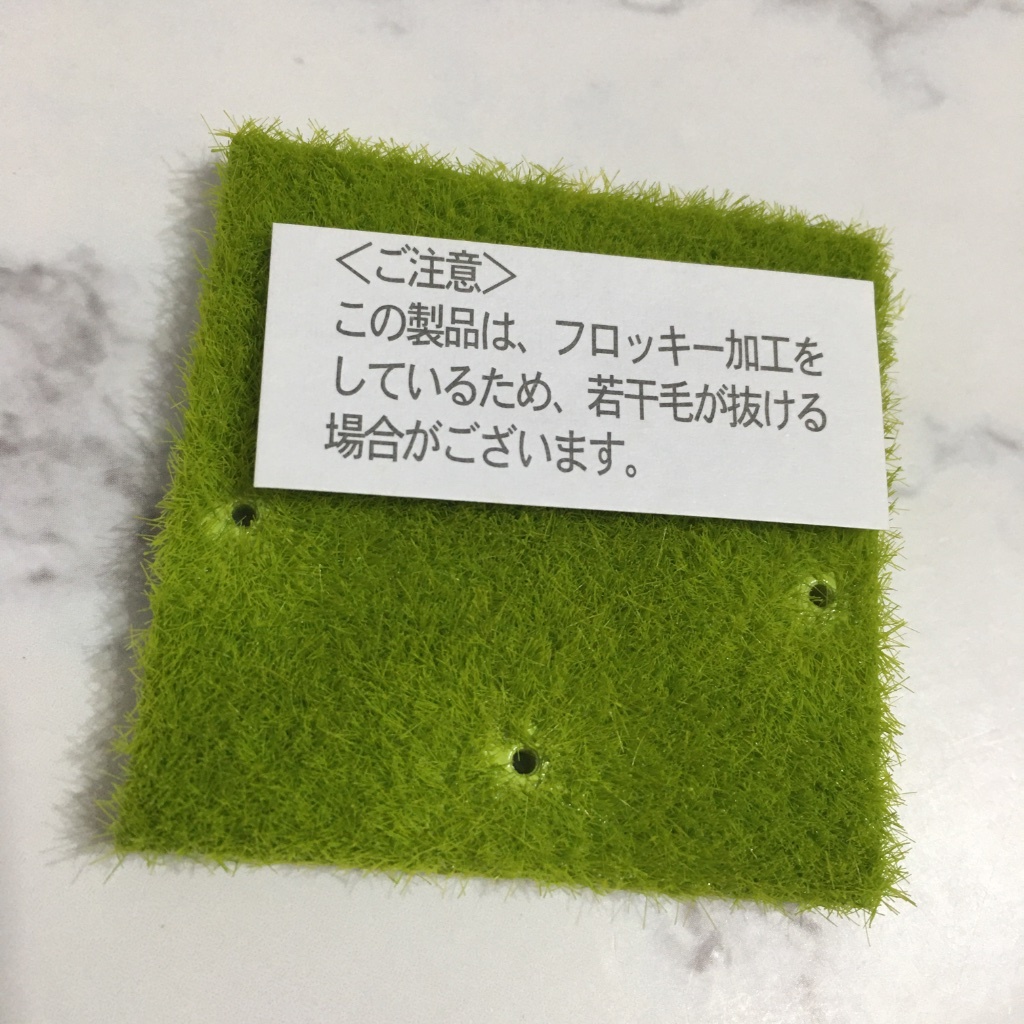 ＜ご注意＞
この製品は、フロッキー加工を
しているため、若干毛が抜ける
場合がございます。